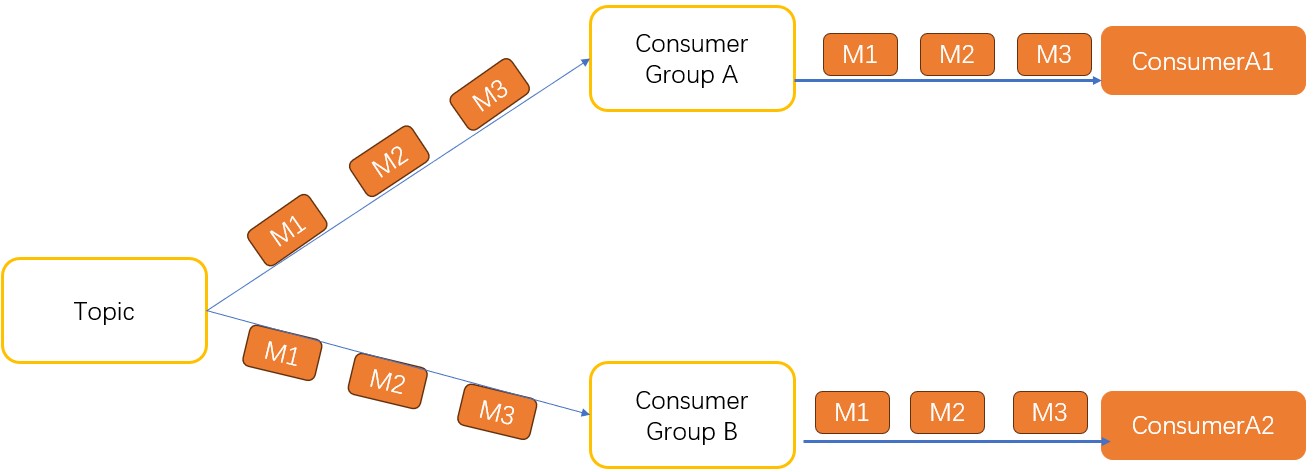 Consumer
Group A
M1
M2
M3
ConsumerA1
M3
M2
M1
Topic
M1
M2
M3
Consumer
Group B
M1
M2
M3
ConsumerA2